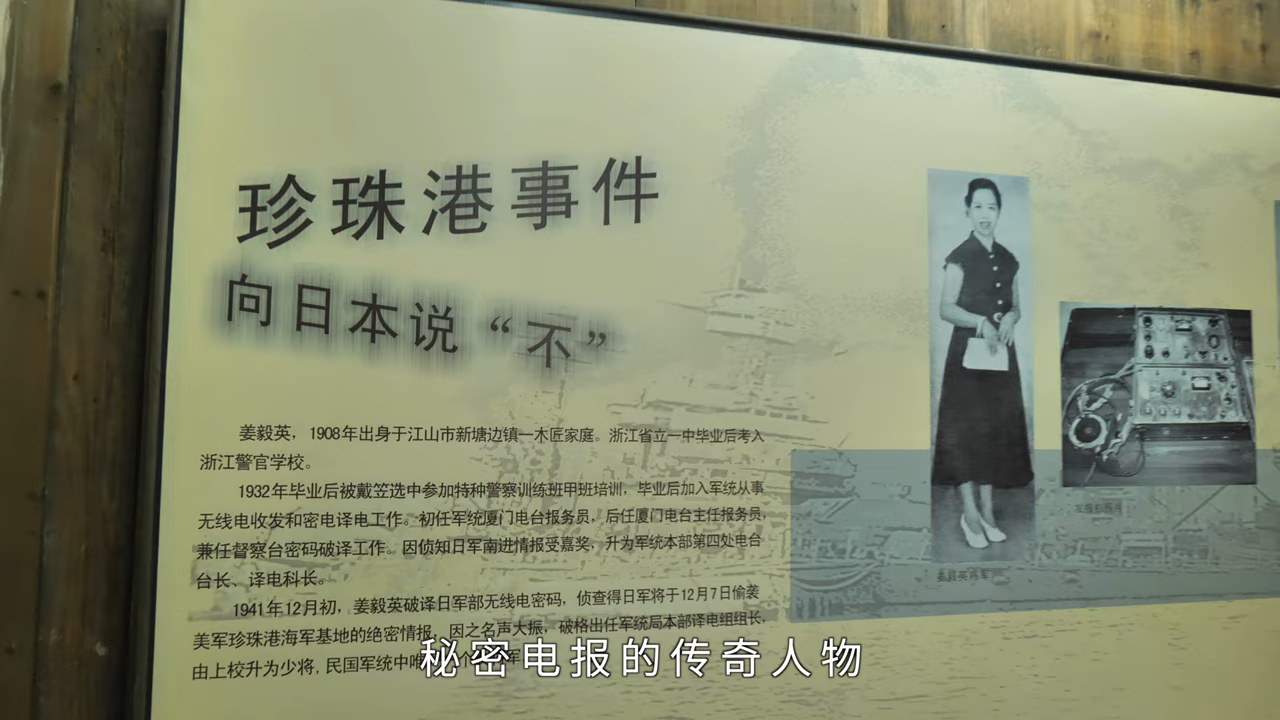 珍珠港事件
向日本说“不”
姜毅英，1908年出身于江山市新塘边镇一木匠家庭。浙江省立一中毕业后考入
浙江警官学校。
1932年毕业后被戴笠选中参加特种警察训练班甲班培训，毕业后加入军统从事
无线电收发和密电译电工作。初任军统厦门电台报务员，后任厦门电台主任报务员，
兼任督察台密码破译工作。因侦知日军南进情报受嘉奖，升为军统本部第四处电台
台长、译电科长。
1941年12月初，姜毅英破译日军部无线电密码，侦查得日军将于12月7日偷袭
美军珍珠港海军基地的绝密情报，因之名声大振，破格出任军统局本部译电组组长，
由上校升为少将，民国军统中唯
姜毅英将军
秘密电报的传奇人物